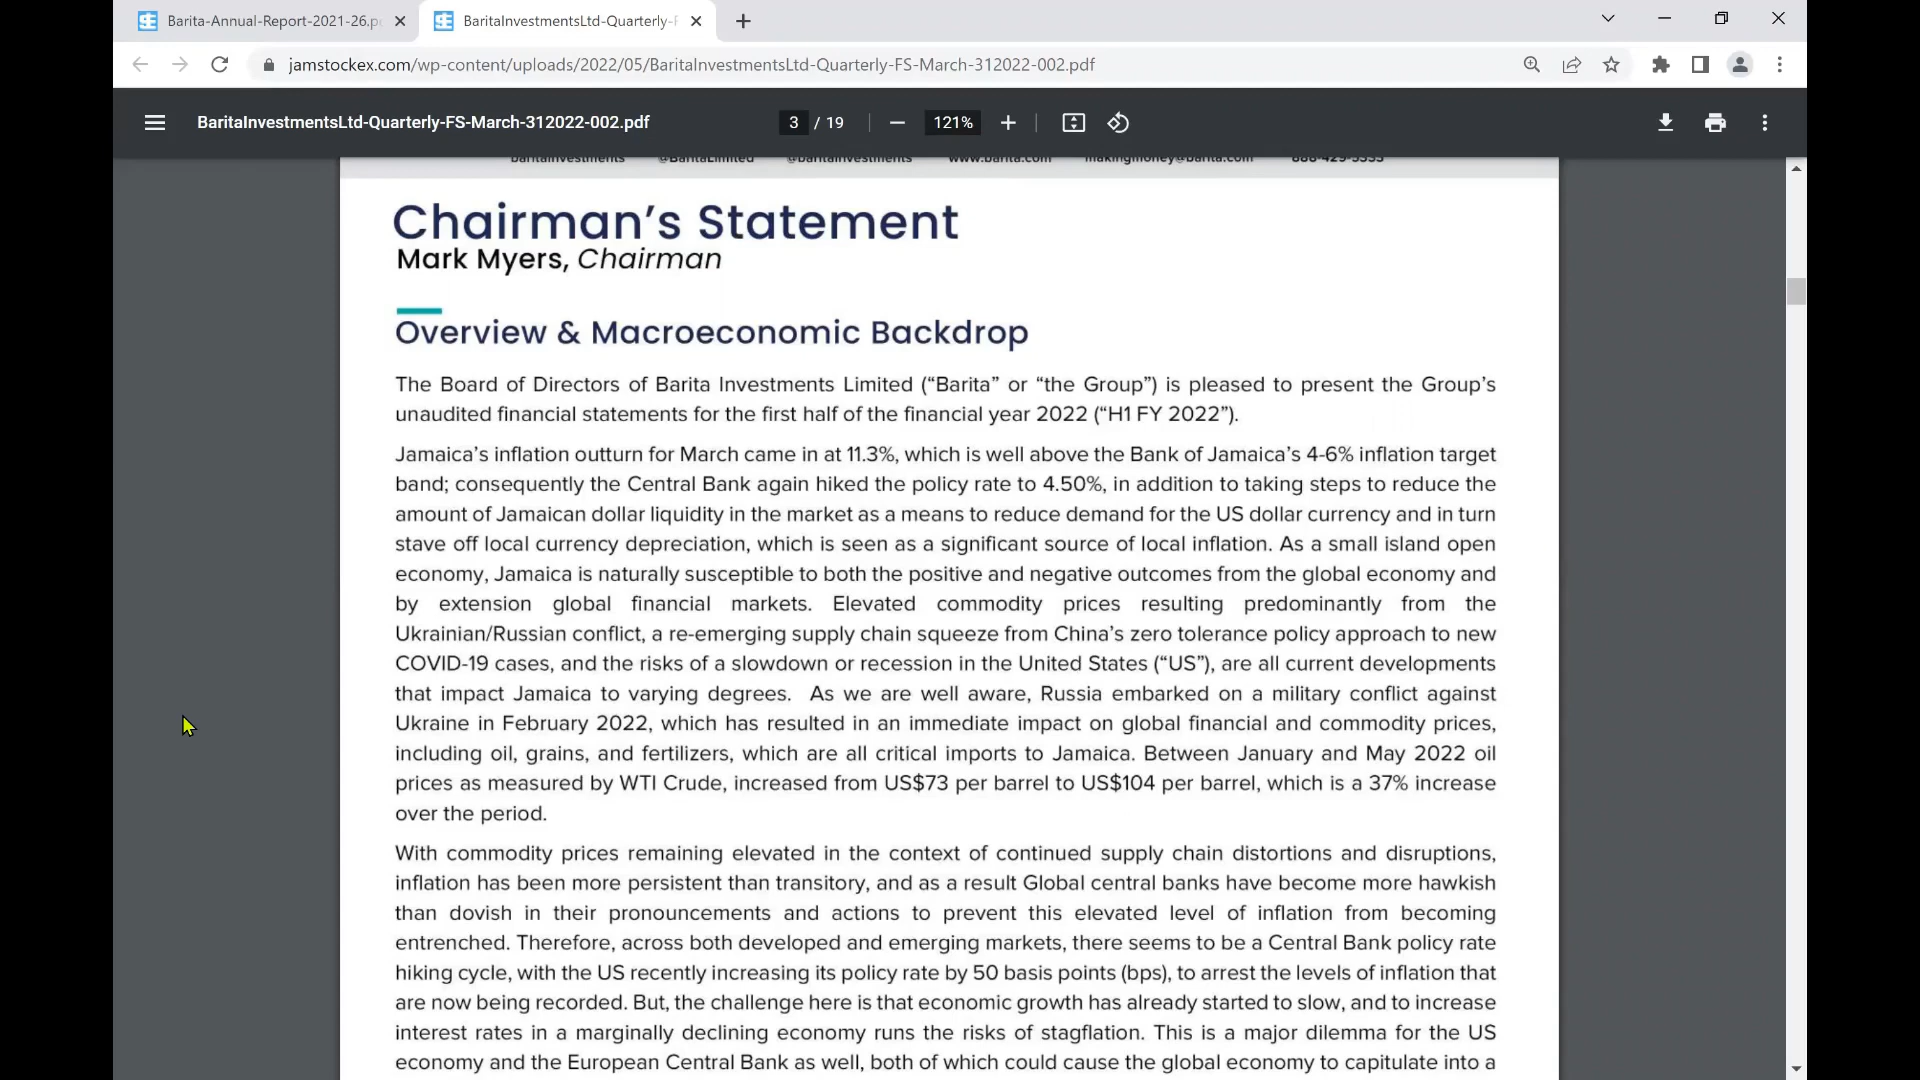 Barita-Annual-Report-2021-26.p
BaritaInvestmentsLtd-Quarterly-F
jamstockex.com/wp-content/uploads/2022/05/BaritaInvestmentsLtd-Quarterly-FS-March-312022-002.pdf
BaritaInvestmentsLtd-Quarterly-FS-March-312022-002.pdf
3 / 19
121%
baritainvestments @BaritaLimited @baritainvestments www.barita.com makingmoney@barita.com 888-429-5333
Chairman’s Statement
Mark Myers, Chairman
Overview & Macroeconomic Backdrop
The Board of Directors of Barita Investments Limited (“Barita” or “the Group”) is pleased to present the Group’s
unaudited financial statements for the first half of the financial year 2022 (“H1 FY 2022”).
Jamaica’s inflation outturn for March came in at 11.3%, which is well above the Bank of Jamaica’s 4-6% inflation target
band; consequently the Central Bank again hiked the policy rate to 4.50%, in addition to taking steps to reduce the
amount of Jamaican dollar liquidity in the market as a means to reduce demand for the US dollar currency and in turn
stave off local currency depreciation, which is seen as a significant source of local inflation. As a small island open
economy, Jamaica is naturally susceptible to both the positive and negative outcomes from the global economy and
by extension global financial markets. Elevated commodity prices resulting predominantly from the
Ukrainian/Russian conflict, a re-emerging supply chain squeeze from China’s zero tolerance policy approach to new
COVID-19 cases, and the risks of a slowdown or recession in the United States (“US”), are all current developments
that impact Jamaica to varying degrees. As we are well aware, Russia embarked on a military conflict against
Ukraine in February 2022, which has resulted in an immediate impact on global financial and commodity prices,
including oil, grains, and fertilizers, which are all critical imports to Jamaica. Between January and May 2022 oil
prices as measured by WTI Crude, increased from US$73 per barrel to US$104 per barrel, which is a 37% increase
over the period.
With commodity prices remaining elevated in the context of continued supply chain distortions and disruptions,
inflation has been more persistent than transitory, and as a result Global central banks have become more hawkish
than dovish in their pronouncements and actions to prevent this elevated level of inflation from becoming
entrenched. Therefore, across both developed and emerging markets, there seems to be a Central Bank policy rate
hiking cycle, with the US recently increasing its policy rate by 50 basis points (bps), to arrest the levels of inflation that
are now being recorded. But, the challenge here is that economic growth has already started to slow, and to increase
interest rates in a marginally declining economy runs the risks of stagflation. This is a major dilemma for the US
economy and the European Central Bank as well, both of which could cause the global economy to capitulate into a